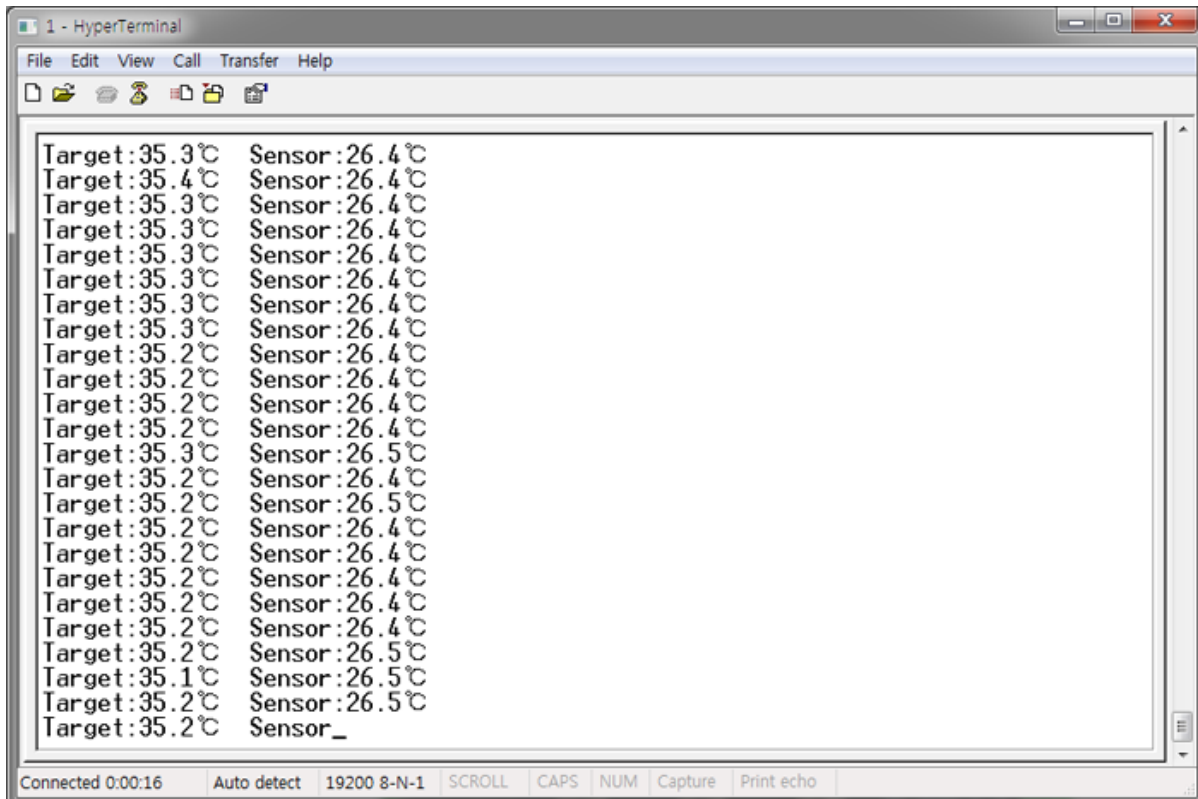 1 - HyperTerminal
File Edit View Call Transfer Help
Target:35.3℃ Sensor:26.4℃
Target:35.4℃ Sensor:26.4℃
Target:35.3℃ Sensor:26.4℃
Target:35.3℃ Sensor:26.4℃
Target:35.3℃ Sensor:26.4℃
Target:35.3℃ Sensor:26.4℃
Target:35.3℃ Sensor:26.4℃
Target:35.3℃ Sensor:26.4℃
Target:35.2℃ Sensor:26.4℃
Target:35.2℃ Sensor:26.4℃
Target:35.2℃ Sensor:26.4℃
Target:35.2℃ Sensor:26.4℃
Target:35.3℃ Sensor:26.5℃
Target:35.2℃ Sensor:26.4℃
Target:35.2℃ Sensor:26.5℃
Target:35.2℃ Sensor:26.4℃
Target:35.2℃ Sensor:26.4℃
Target:35.2℃ Sensor:26.4℃
Target:35.2℃ Sensor:26.4℃
Target:35.2℃ Sensor:26.4℃
Target:35.2℃ Sensor:26.5℃
Target:35.1℃ Sensor:26.5℃
Target:35.2℃ Sensor:26.5℃
Target:35.2℃ Sensor_
Connected 0:00:16 Auto detect 19200 8-N-1 SCROLL CAPS NUM Capture Print echo